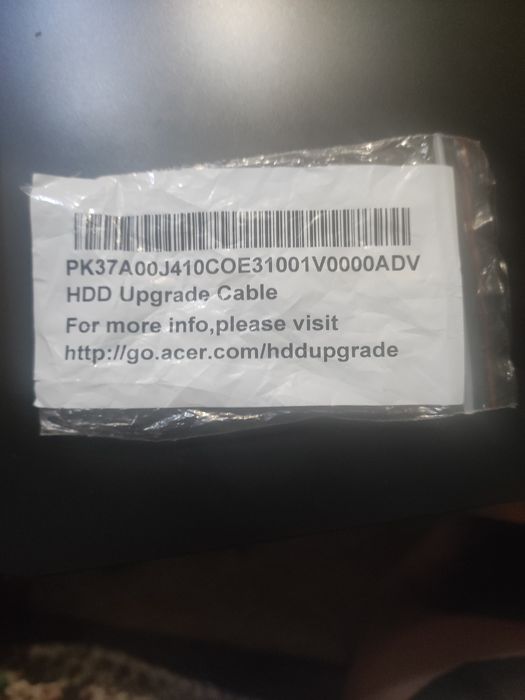 PK37A00J410COE31001V0000ADV
HDD Upgrade Cable
For more info,please visit
http://go.acer.com/hddupgrade